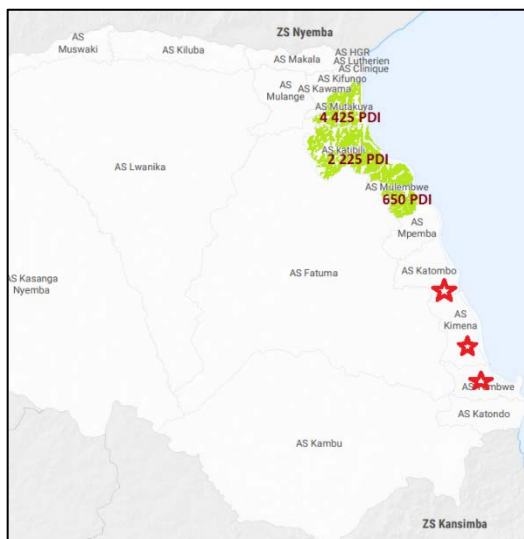 ZS Nyemba
AS
Muswaki
AS Kiluba
AS Makala
AS HGR
AS Lutherien
AS Clinique
AS Kifungo
AS Kawama
AS
Mulange
AS Mutakuya
4 425 PDI
AS Lwanika
AS katibili
2 225 PDI
AS Mulembwe
650 PDI
AS
Mpemba
AS Kasanga
Nyemba
AS Fatuma
AS Katombo
AS
Kimena
AS
AS Katondo
AS Kambu
ZS Kansimba